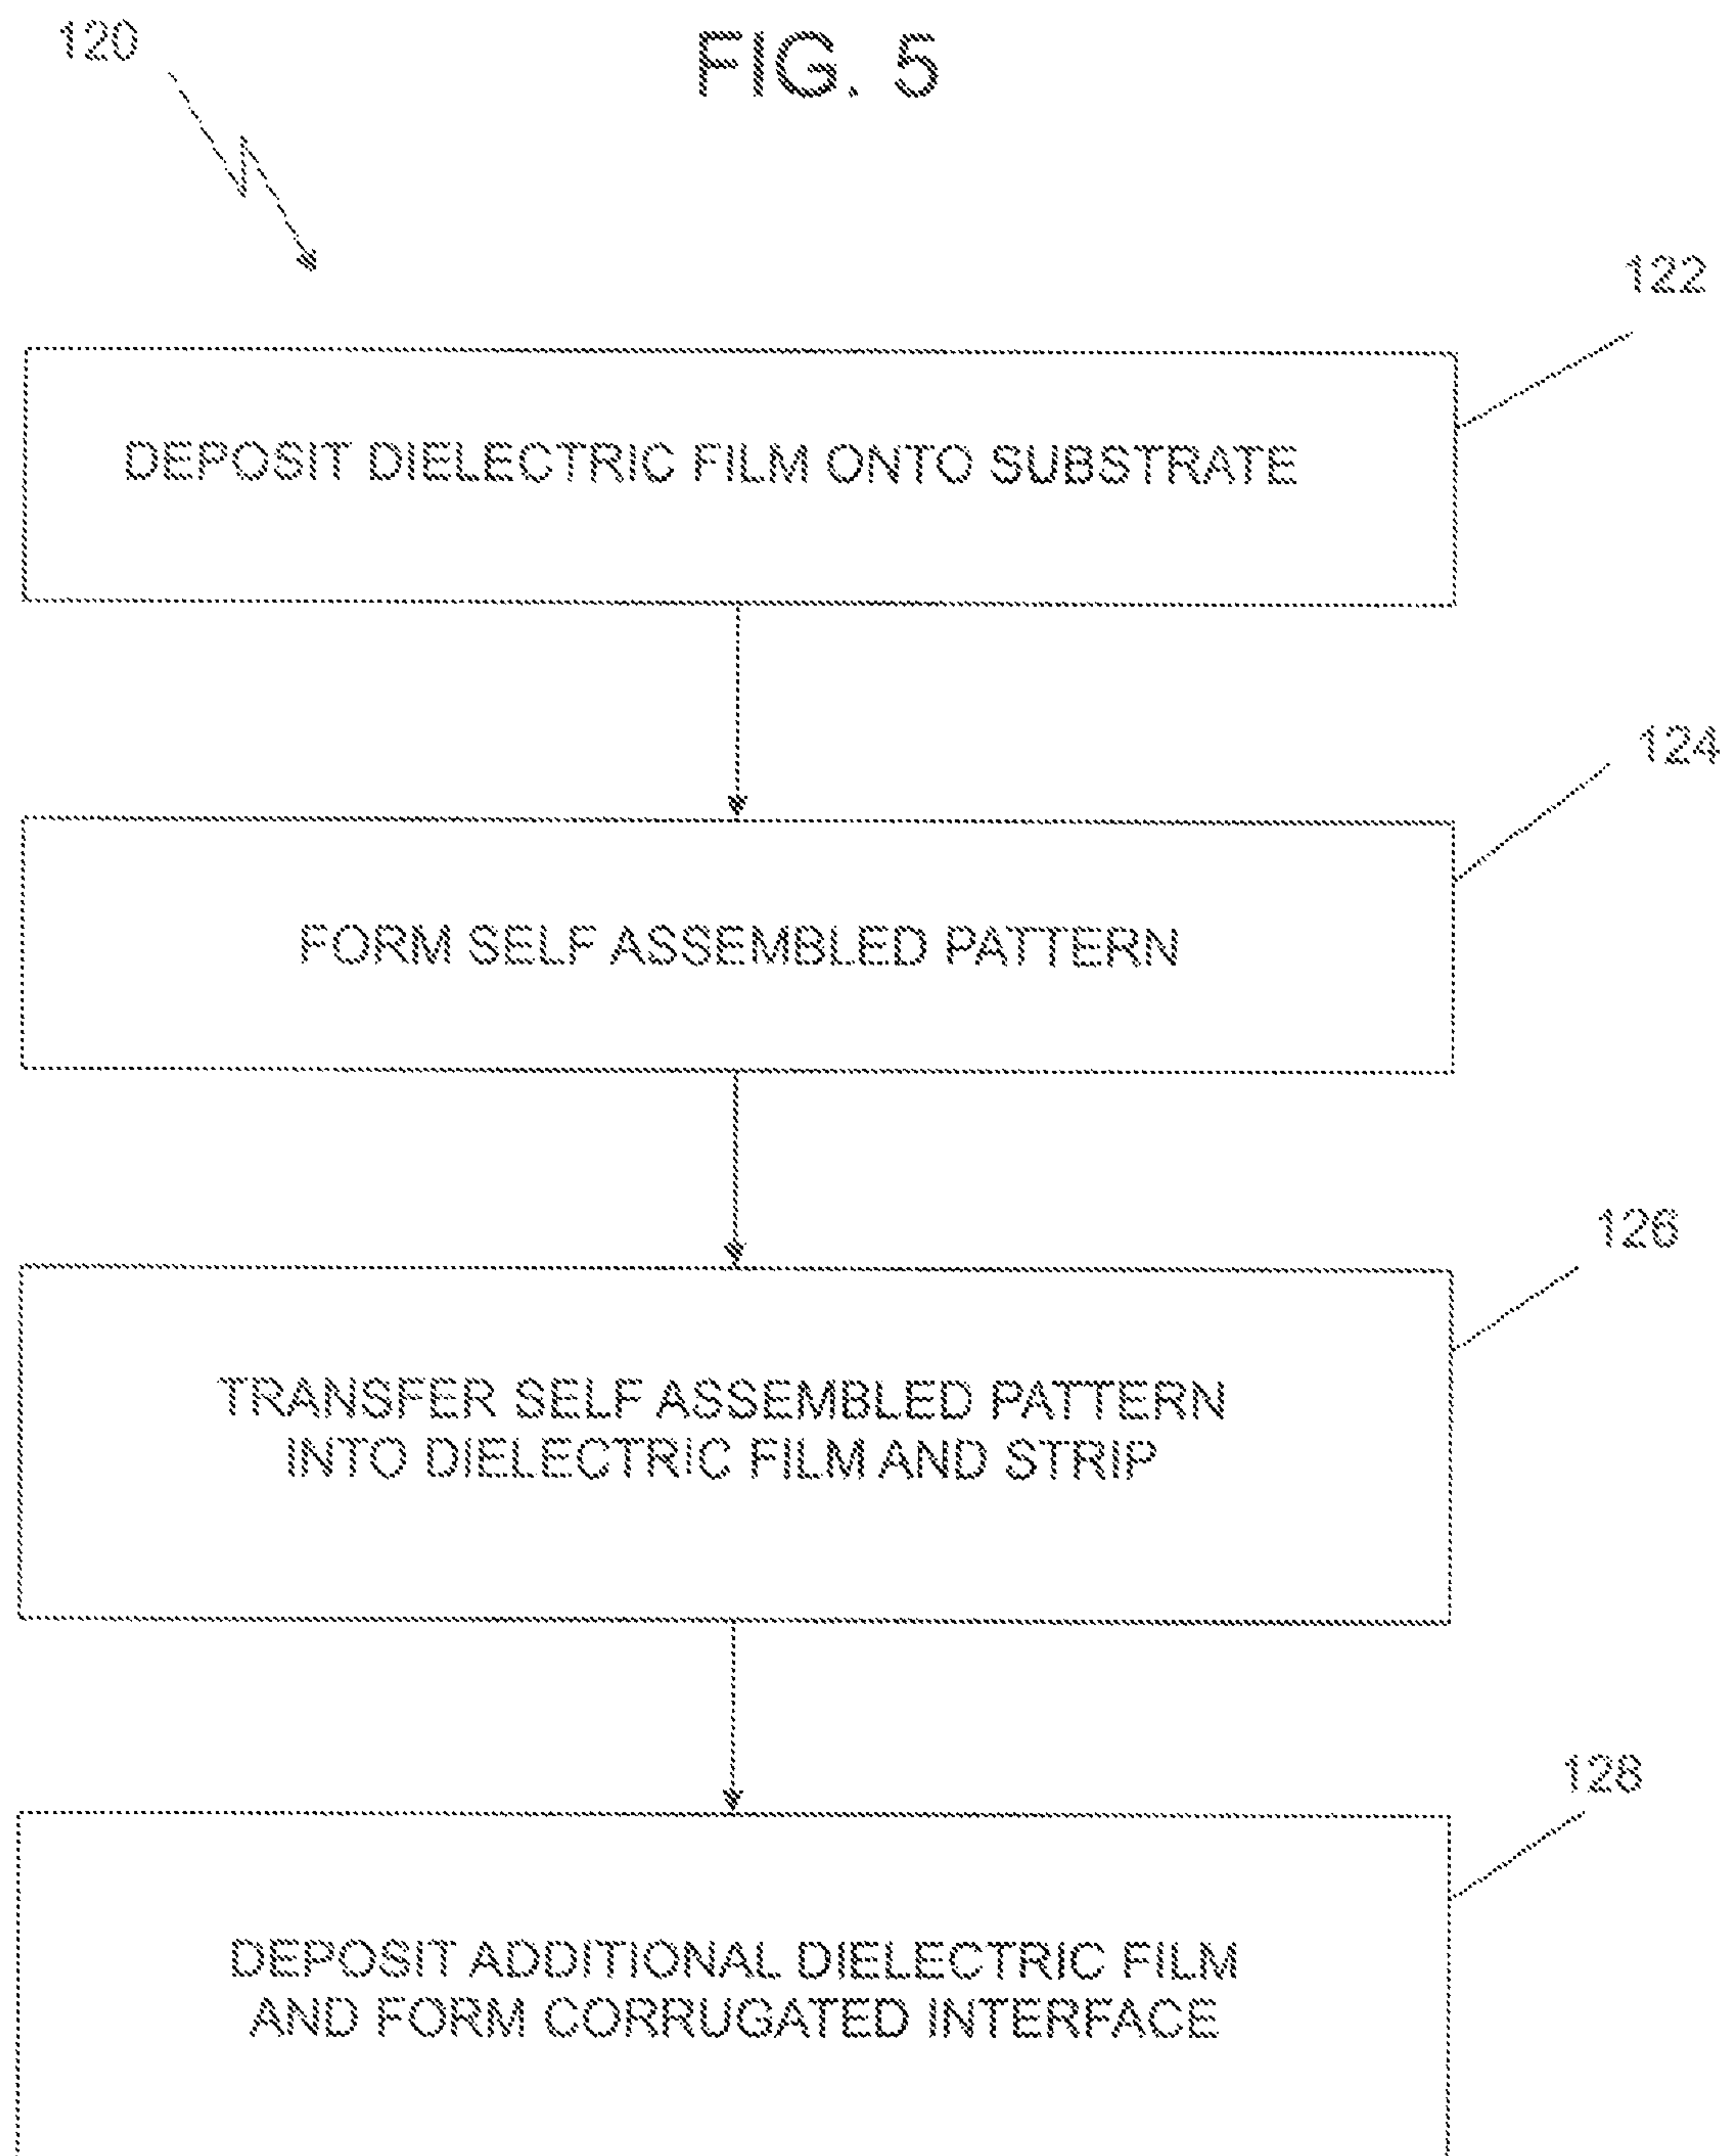 120
FIG. 5
122
DEPOSIT DIELECTRIC FILM ONTO SUBSTRATE
124
FORM SELF ASSEMBLED PATTERN
126
TRANSFER SELF ASSEMBLED PATTERN
INTO DIELECTRIC FILM AND STRIP
128
DEPOSIT ADDITIONAL DIELECTRIC FILM
AND FORM CORRUGATED INTERFACE